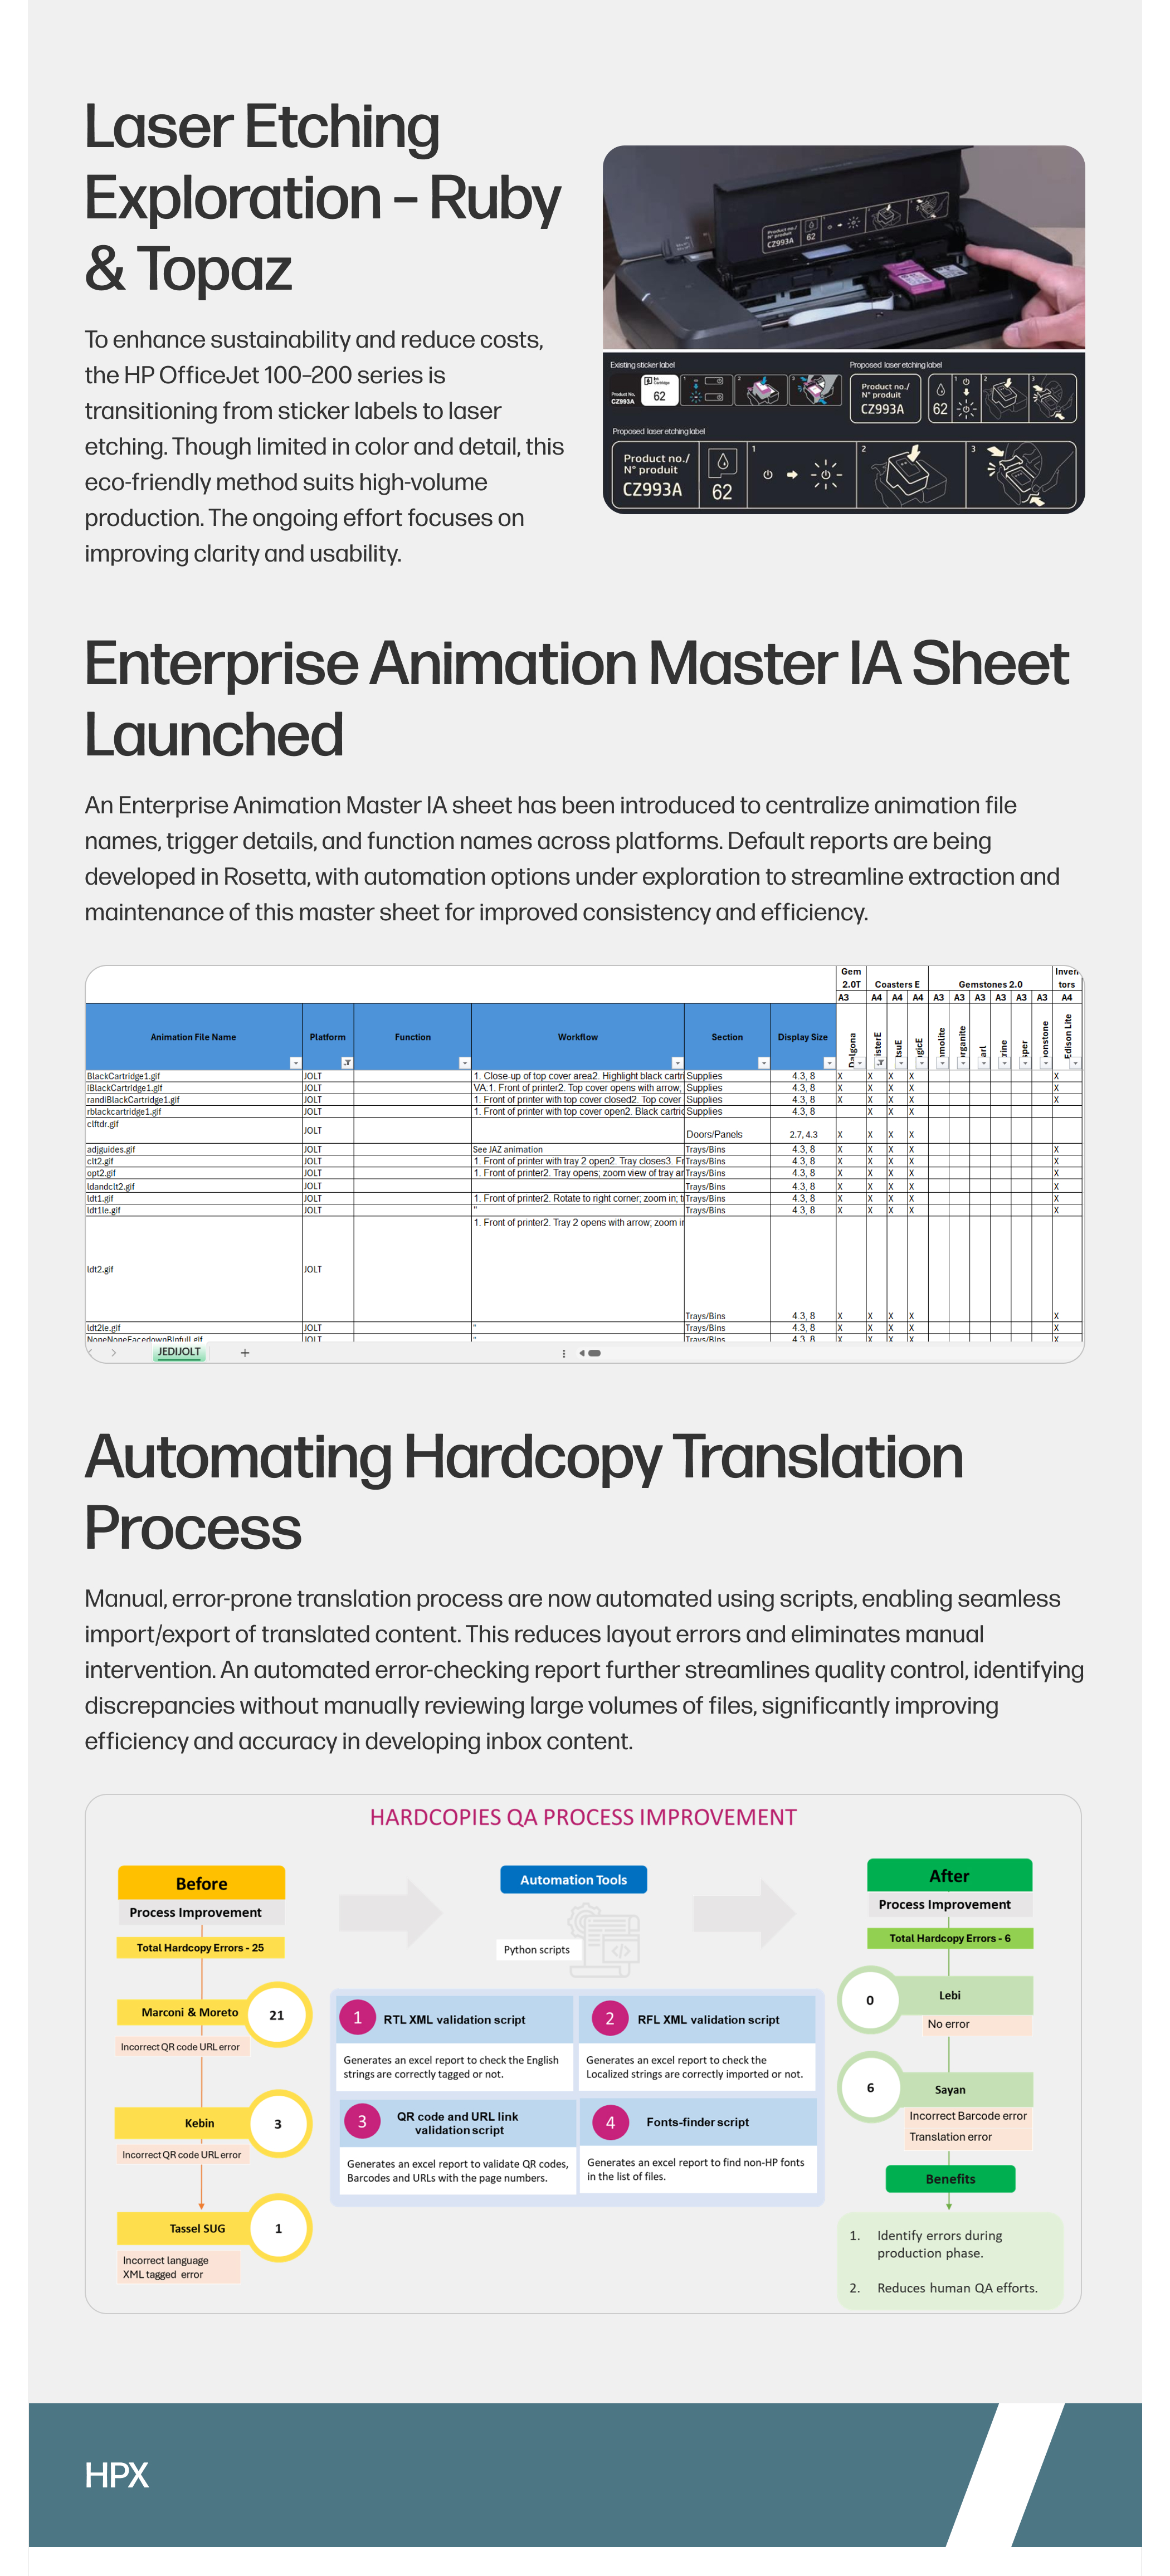 Laser Etching
Exploration – Ruby
& Topaz
To enhance sustainability and reduce costs,
the HP OfficeJet 100–200 series is
transitioning from sticker labels to laser
etching. Though limited in color and detail, this
eco-friendly method suits high-volume
production. The ongoing effort focuses on
improving clarity and usability.
Product no./
N° produit
CZ993A
62
Existing sticker label
Product No.
CZ993A
62
1
2
3
Proposed laser etching label
Product no./
N° produit
CZ993A
62
1
2
3
Proposed laser etching label
Product no./
N° produit
CZ993A
62
1
2
3
Enterprise Animation Master IA Sheet
Launched
An Enterprise Animation Master IA sheet has been introduced to centralize animation file
names, trigger details, and function names across platforms. Default reports are being
developed in Rosetta, with automation options under exploration to streamline extraction and
maintenance of this master sheet for improved consistency and efficiency.
Gem
2.0T Coasters E Gemstones 2.0 Inventors
A3 A4 A4 A4 A3 A3 A3 A3 A3 A3 A4
Animation File Name Platform Function Workflow Section Display Size Edison Lite
BlackCartridge1.gif JOLT 1. Close-up of top cover area2. Highlight black cartri Supplies 4.3, 8 X X X X X
iBlackCartridge1.gif JOLT VA:1. Front of printer2. Top cover opens with arrow; Supplies 4.3, 8 X X X X X
randiBlackCartridge1.gif JOLT 1. Front of printer with top cover closed2. Top cover Supplies 4.3, 8 X X X X X
rblackcartridge1.gif JOLT 1. Front of printer with top cover open2. Black cartric Supplies 4.3, 8 X X X
clftdr.gif JOLT Doors/Panels 2.7, 4.3 X X X X
adjguides.gif JOLT See JAZ animation Trays/Bins 4.3, 8 X X X X X
clt2.gif JOLT 1. Front of printer with tray 2 open2. Tray closes3. Fr Trays/Bins 4.3, 8 X X X X X
opt2.gif JOLT 1. Front of printer2. Tray opens; zoom view of tray ar Trays/Bins 4.3, 8 X X X X X
ldandclt2.gif JOLT Trays/Bins 4.3, 8 X X X X X
ldt1.gif JOLT 1. Front of printer2. Rotate to right corner; zoom in; t Trays/Bins 4.3, 8 X X X X X
ldt1le.gif JOLT " Trays/Bins 4.3, 8 X X X X X
ldt2.gif JOLT 1. Front of printer2. Tray 2 opens with arrow; zoom in Trays/Bins 4.3, 8 X X X X X
ldt2le.gif JOLT " Trays/Bins 4.3, 8 X X X X X
NoneNoneFacedownBinfull.gif JOLT " Trays/Bins 4.3, 8 X X X X X
JEDIJOLT
Automating Hardcopy Translation
Process
Manual, error-prone translation process are now automated using scripts, enabling seamless
import/export of translated content. This reduces layout errors and eliminates manual
intervention. An automated error-checking report further streamlines quality control, identifying
discrepancies without manually reviewing large volumes of files, significantly improving
efficiency and accuracy in developing inbox content.
HARDCOPIES QA PROCESS IMPROVEMENT
Before
Process Improvement
Total Hardcopy Errors - 25
Marconi & Moreto 21
Incorrect QR code URL error
Kebin 3
Incorrect QR code URL error
Tassel SUG 1
Incorrect language
XML tagged error
Automation Tools
Python scripts
1 RTL XML validation script
Generates an excel report to check the English
strings are correctly tagged or not.
2 RFL XML validation script
Generates an excel report to check the
Localized strings are correctly imported or not.
3 QR code and URL link
validation script
Generates an excel report to validate QR codes,
Barcodes and URLs with the page numbers.
4 Fonts-finder script
Generates an excel report to find non-HP fonts
in the list of files.
After
Process Improvement
Total Hardcopy Errors - 6
0 Lebi
No error
6 Sayan
Incorrect Barcode error
Translation error
Benefits
1. Identify errors during
production phase.
2. Reduces human QA efforts.
HPX